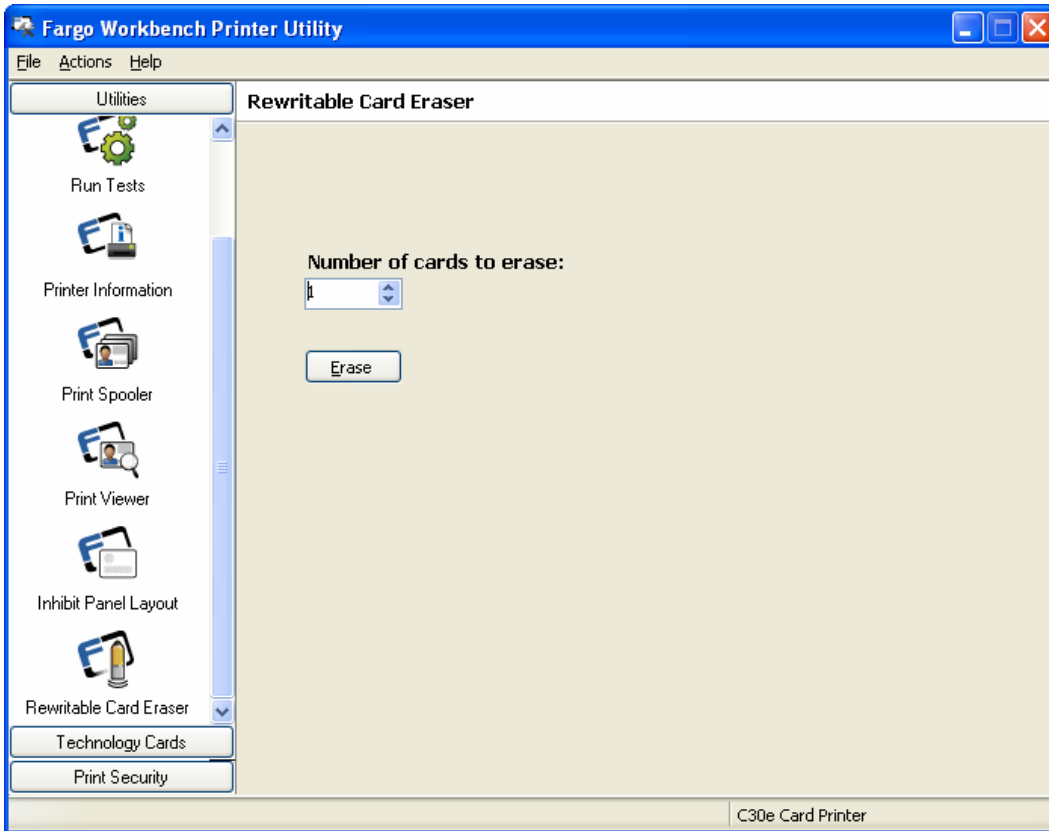 Fargo Workbench Printer Utility
File Actions Help
Utilities
Run Tests
Printer Information
Print Spooler
Print Viewer
Inhibit Panel Layout
Rewritable Card Eraser
Technology Cards
Print Security
Rewritable Card Eraser
Number of cards to erase:
1
Erase
C30e Card Printer